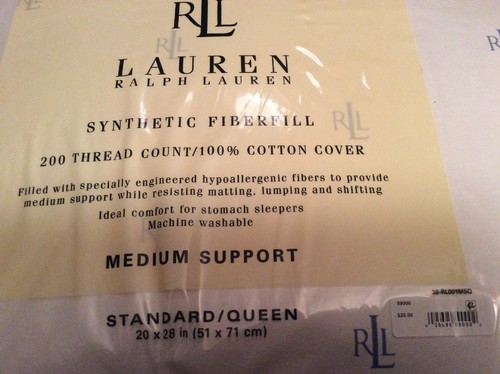 RLL
LAUREN
RALPH LAUREN
SYNTHETIC FIBERFILL
RLL
200 THREAD COUNT/100% COTTON COVER
Filled with specially engineered hypoallergenic fibers to provide
medium support while resisting matting, lumping and shifting
Ideal comfort for stomach sleepers
Machine washable
MEDIUM SUPPORT
STANDARD/QUEEN
20 x 28 in (51 x 71 cm)
RLL